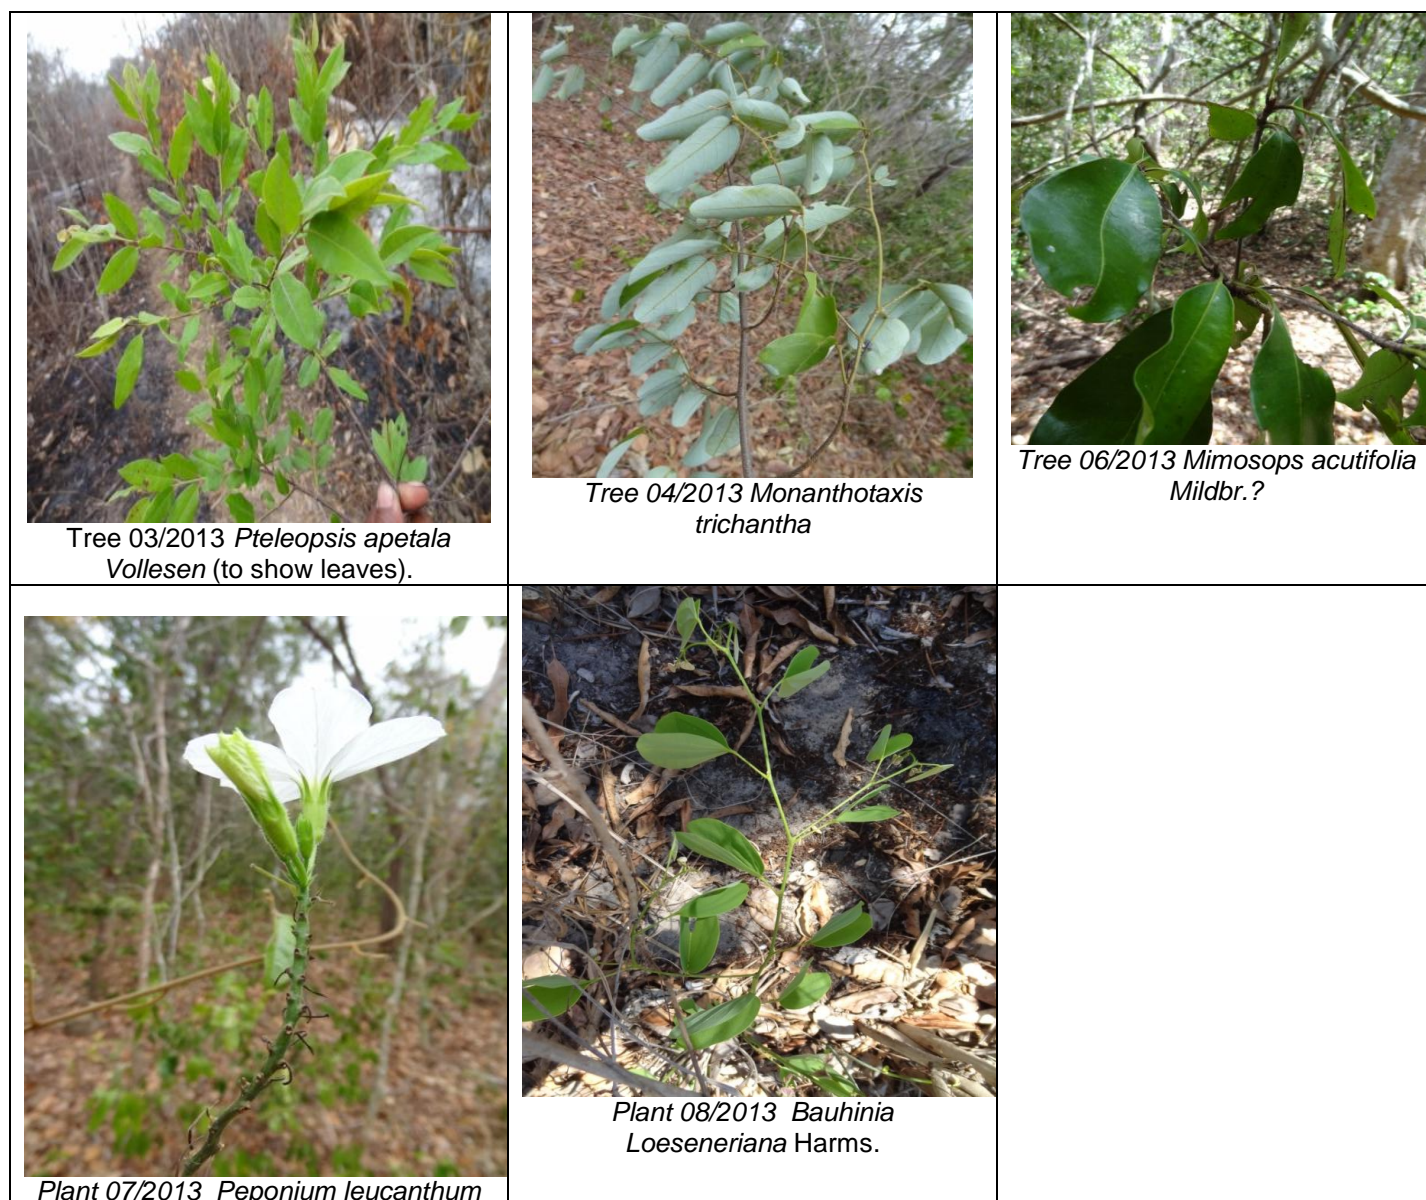 Tree 03/2013 Pteleopsis apetala
Vollesen (to show leaves).
Tree 04/2013 Monanthotaxis
trichantha
Tree 06/2013 Mimosops acutifolia
Mildbr.?
Plant 07/2013 Peponium leucanthum
Plant 08/2013 Bauhinia
Loeseneriana Harms.